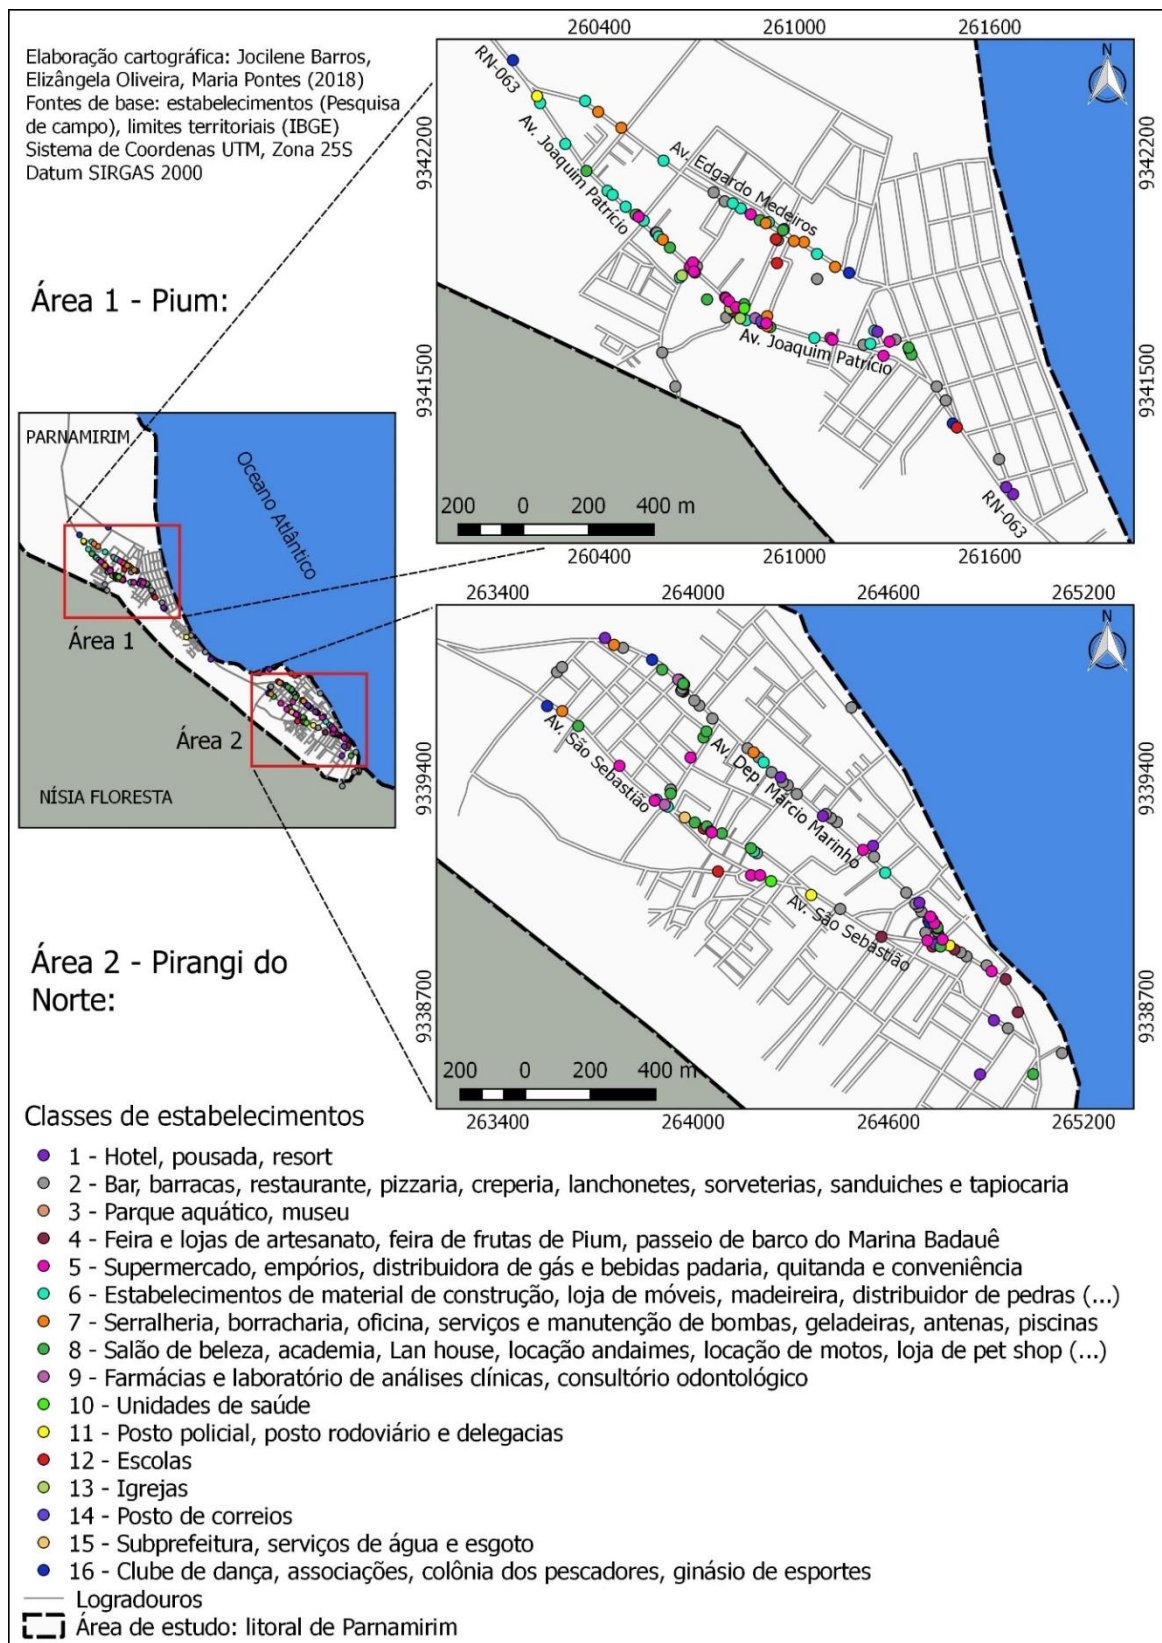 Elaboração cartográfica: Jocilene Barros,
Elizângela Oliveira, Maria Pontes (2018)
Fontes de base: estabelecimentos (Pesquisa
de campo), limites territoriais (IBGE)
Sistema de Coordenas UTM, Zona 25S
Datum SIRGAS 2000
260400 261000 261600
N
RN-063
Av. Joaquim Patrício
Av. Edgardo Medeiros
9342200
9342200
Área 1 - Pium:
Av. Joaquim Patrício
9341500
9341500
RN-063
200 0 200 400 m
260400 261000 261600
PARNAMIRIM
Oceano Atlântico
Área 1
Área 2
NÍSIA FLORESTA
263400 264000 264600 265200
N
Av. São Sebastião
Av. Dep. Márcio Marinho
9339400
9339400
Av. São Sebastião
Área 2 - Pirangi do
Norte:
9338700
9338700
200 0 200 400 m
263400 264000 264600 265200
Classes de estabelecimentos
1 - Hotel, pousada, resort
2 - Bar, barracas, restaurante, pizzaria, creperia, lanchonetes, sorveterias, sanduiches e tapiocaria
3 - Parque aquático, museu
4 - Feira e lojas de artesanato, feira de frutas de Pium, passeio de barco do Marina Badauê
5 - Supermercado, empórios, distribuidora de gás e bebidas padaria, quitanda e conveniência
6 - Estabelecimentos de material de construção, loja de móveis, madeireira, distribuidor de pedras (...)
7 - Serralheria, borracharia, oficina, serviços e manutenção de bombas, geladeiras, antenas, piscinas
8 - Salão de beleza, academia, Lan house, locação andaimes, locação de motos, loja de pet shop (...)
9 - Farmácias e laboratório de análises clínicas, consultório odontológico
10 - Unidades de saúde
11 - Posto policial, posto rodoviário e delegacias
12 - Escolas
13 - Igrejas
14 - Posto de correios
15 - Subprefeitura, serviços de água e esgoto
16 - Clube de dança, associações, colônia dos pescadores, ginásio de esportes
Logradouros
Área de estudo: litoral de Parnamirim